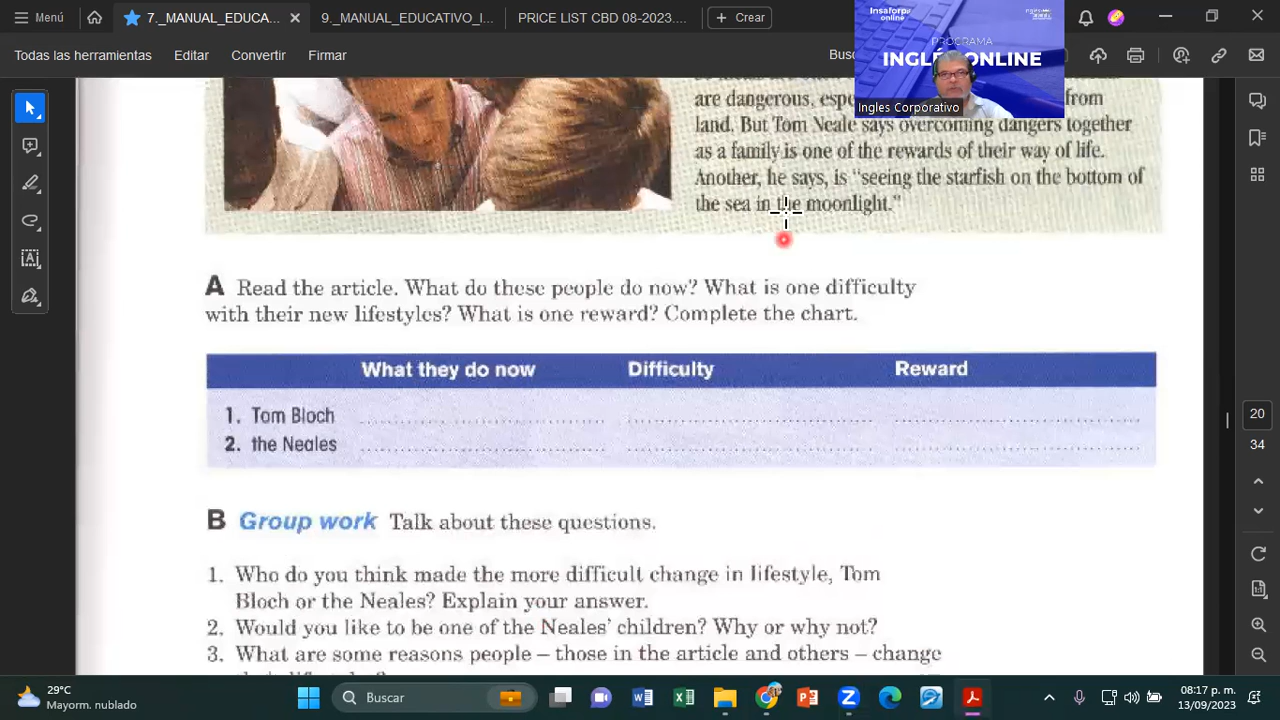 Menú
7._MANUAL_EDUCA...
9._MANUAL_EDUCATIVO_I...
PRICE LIST CBD 08-2023....
Crear
Todas las herramientas
Editar
Convertir
Firmar
Insaforp
online
PROGRAMA
INGLÉS ONLINE
Ingles Corporativo
are dangerous, from
land. But Tom Neale says overcoming dangers together
as a family is one of the rewards of their way of life.
Another, he says, is “seeing the starfish on the bottom of
the sea in the moonlight.”
A Read the article. What do these people do now? What is one difficulty
with their new lifestyles? What is one reward? Complete the chart.
What they do now Difficulty Reward
1. Tom Bloch
2. the Neales
B Group work Talk about these questions.
1. Who do you think made the more difficult change in lifestyle, Tom
Bloch or the Neales? Explain your answer.
2. Would you like to be one of the Neales’ children? Why or why not?
3. What are some reasons people – those in the article and others – change
20
34
29°C
Mayorm. nublado
Buscar
08:17 p. m.
13/09/2023